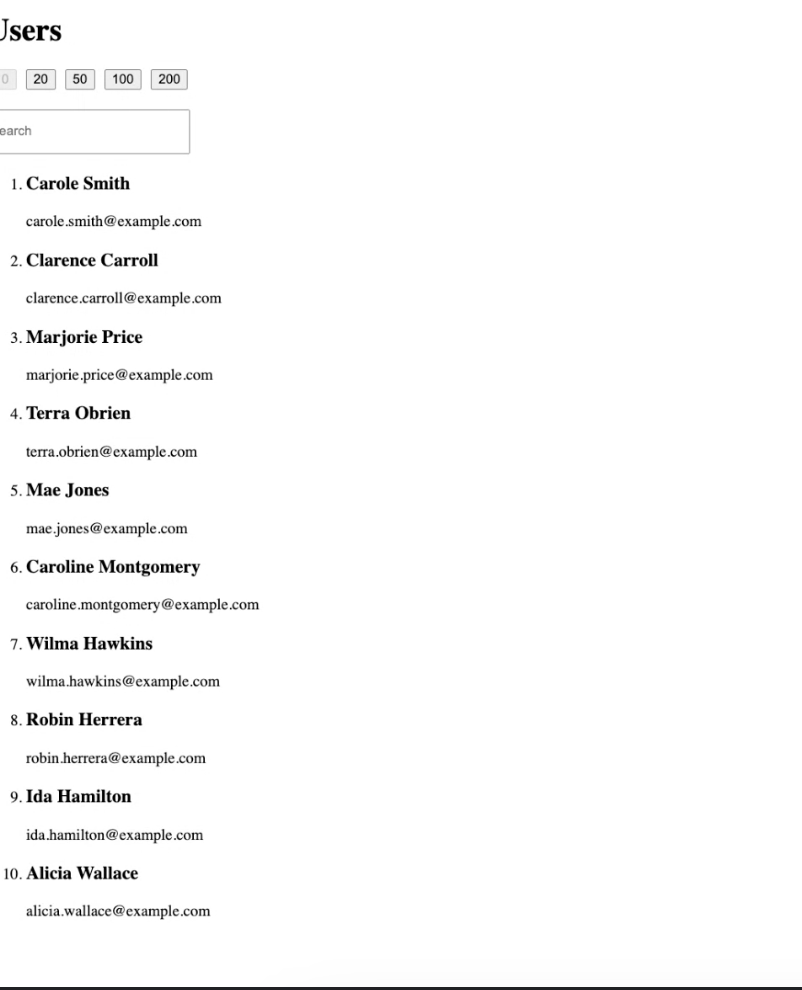 Users
0 20 50 100 200
earch
1. Carole Smith
carole.smith@example.com
2. Clarence Carroll
clarence.carroll@example.com
3. Marjorie Price
marjorie.price@example.com
4. Terra Obrien
terra.obrien@example.com
5. Mae Jones
mae.jones@example.com
6. Caroline Montgomery
caroline.montgomery@example.com
7. Wilma Hawkins
wilma.hawkins@example.com
8. Robin Herrera
robin.herrera@example.com
9. Ida Hamilton
ida.hamilton@example.com
10. Alicia Wallace
alicia.wallace@example.com